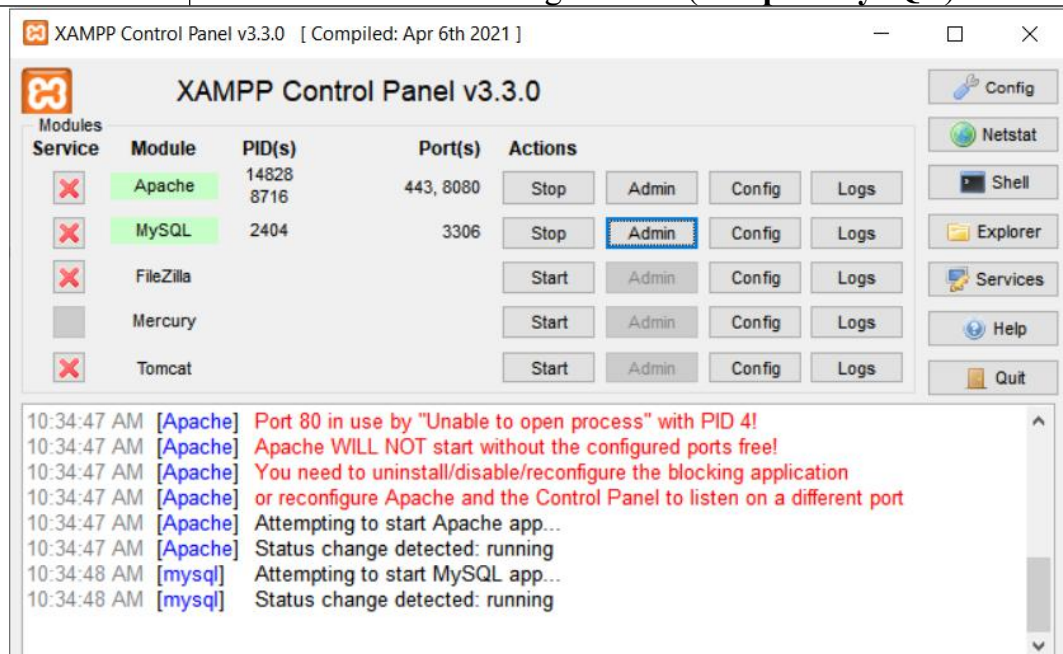 XAMPP Control Panel v3.3.0 [ Compiled: Apr 6th 2021 ]
XAMPP Control Panel v3.3.0
Config
Modules
Service Module PID(s) Port(s) Actions
Netstat
Apache 14828 8716 443, 8080 Stop Admin Config Logs
Shell
MySQL 2404 3306 Stop Admin Config Logs
Explorer
FileZilla Start Admin Config Logs
Services
Mercury Start Admin Config Logs
Help
Tomcat Start Admin Config Logs
Quit
10:34:47 AM [Apache] Port 80 in use by "Unable to open process" with PID 4!
10:34:47 AM [Apache] Apache WILL NOT start without the configured ports free!
10:34:47 AM [Apache] You need to uninstall/disable/reconfigure the blocking application
10:34:47 AM [Apache] or reconfigure Apache and the Control Panel to listen on a different port
10:34:47 AM [Apache] Attempting to start Apache app...
10:34:47 AM [Apache] Status change detected: running
10:34:48 AM [mysql] Attempting to start MySQL app...
10:34:48 AM [mysql] Status change detected: running